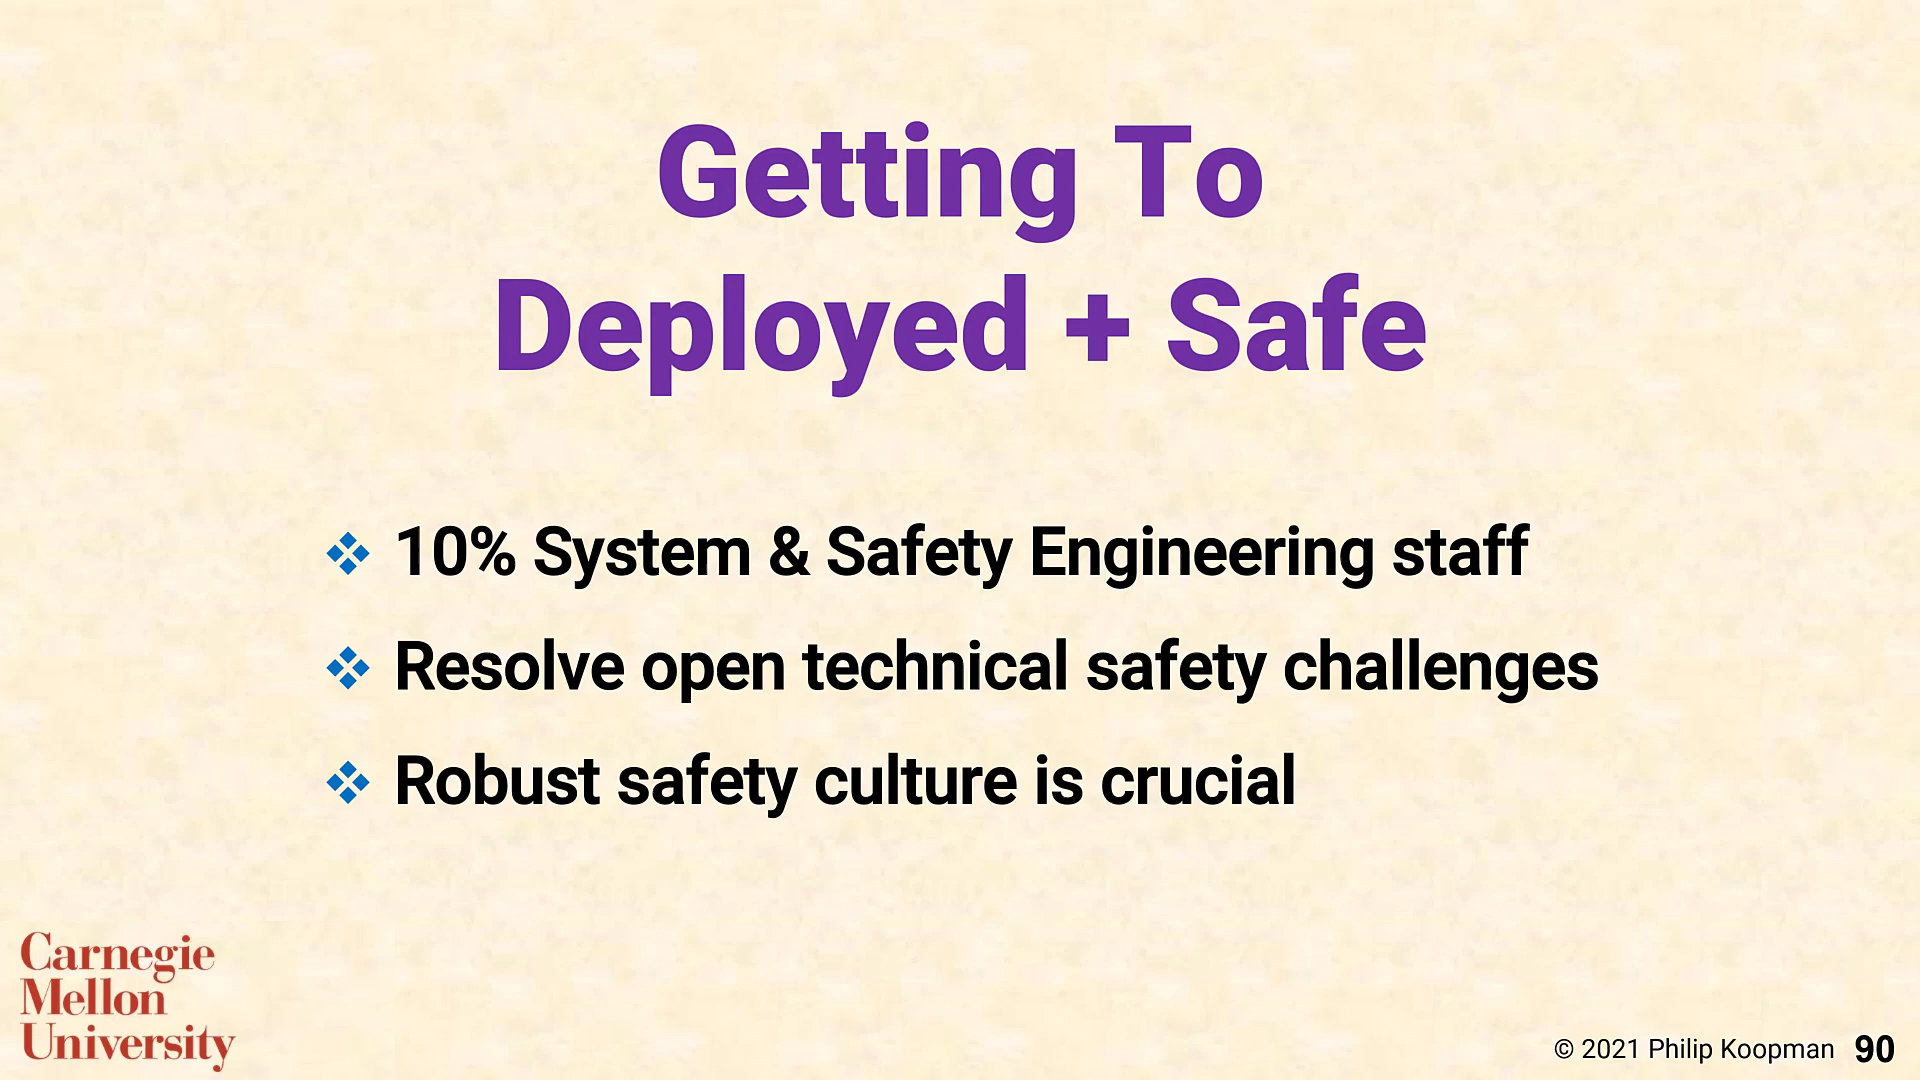 Getting To
Deployed + Safe
❖ 10% System & Safety Engineering staff
❖ Resolve open technical safety challenges
❖ Robust safety culture is crucial
Carnegie
Mellon
University
© 2021 Philip Koopman 90